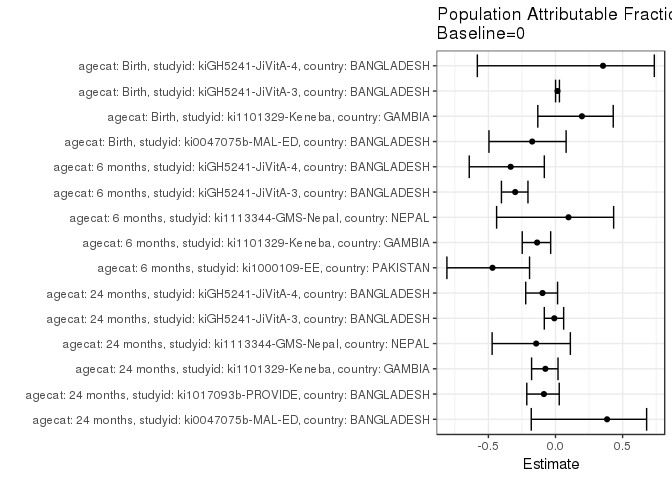 Population Attributable Fractic
Baseline=0
agecat: Birth, studyid: kiGH5241-JiVitA-4, country: BANGLADESH
agecat: Birth, studyid: kiGH5241-JiVitA-3, country: BANGLADESH
agecat: Birth, studyid: ki1101329-Keneba, country: GAMBIA
agecat: Birth, studyid: ki0047075b-MAL-ED, country: BANGLADESH
agecat: 6 months, studyid: kiGH5241-JiVitA-4, country: BANGLADESH
agecat: 6 months, studyid: kiGH5241-JiVitA-3, country: BANGLADESH
agecat: 6 months, studyid: ki1113344-GMS-Nepal, country: NEPAL
agecat: 6 months, studyid: ki1101329-Keneba, country: GAMBIA
agecat: 6 months, studyid: ki1000109-EE, country: PAKISTAN
agecat: 24 months, studyid: kiGH5241-JiVitA-4, country: BANGLADESH
agecat: 24 months, studyid: kiGH5241-JiVitA-3, country: BANGLADESH
agecat: 24 months, studyid: ki1113344-GMS-Nepal, country: NEPAL
agecat: 24 months, studyid: ki1101329-Keneba, country: GAMBIA
agecat: 24 months, studyid: ki1017093b-PROVIDE, country: BANGLADESH
agecat: 24 months, studyid: ki0047075b-MAL-ED, country: BANGLADESH
-0.5 0.0 0.5
Estimate